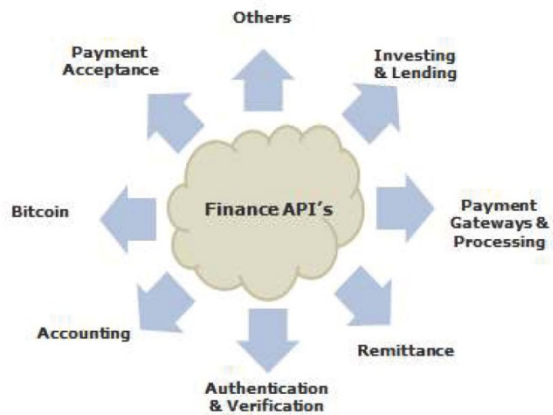 Others
Payment
Acceptance
Investing
& Lending
Bitcoin
Finance API's
Payment
Gateways &
Processing
Accounting
Remittance
Authentication
& Verification